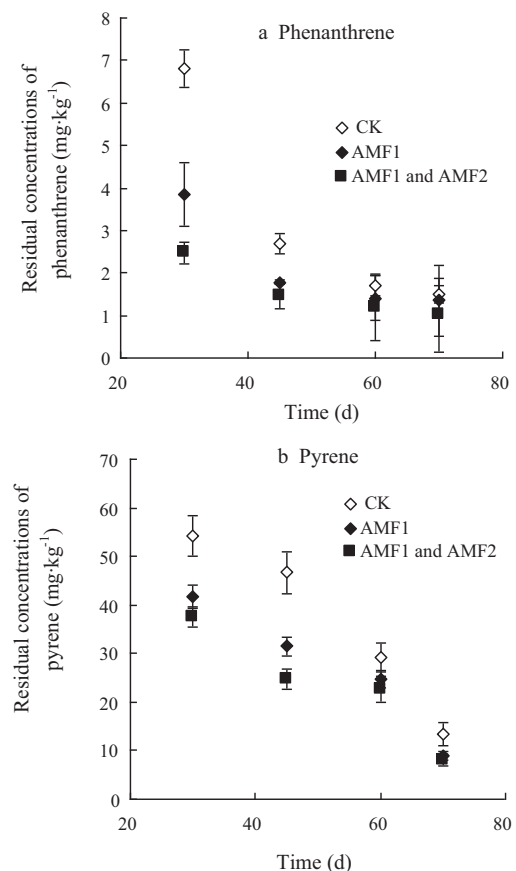 a Phenanthrene
Residual concentrations of
phenanthrene (mg·kg⁻¹)
8
7
6
5
4
3
2
1
0
CK
AMF1
AMF1 and AMF2
20 40 60 80
Time (d)
b Pyrene
Residual concentrations of
pyrene (mg·kg⁻¹)
70
60
50
40
30
20
10
0
CK
AMF1
AMF1 and AMF2
20 40 60 80
Time (d)